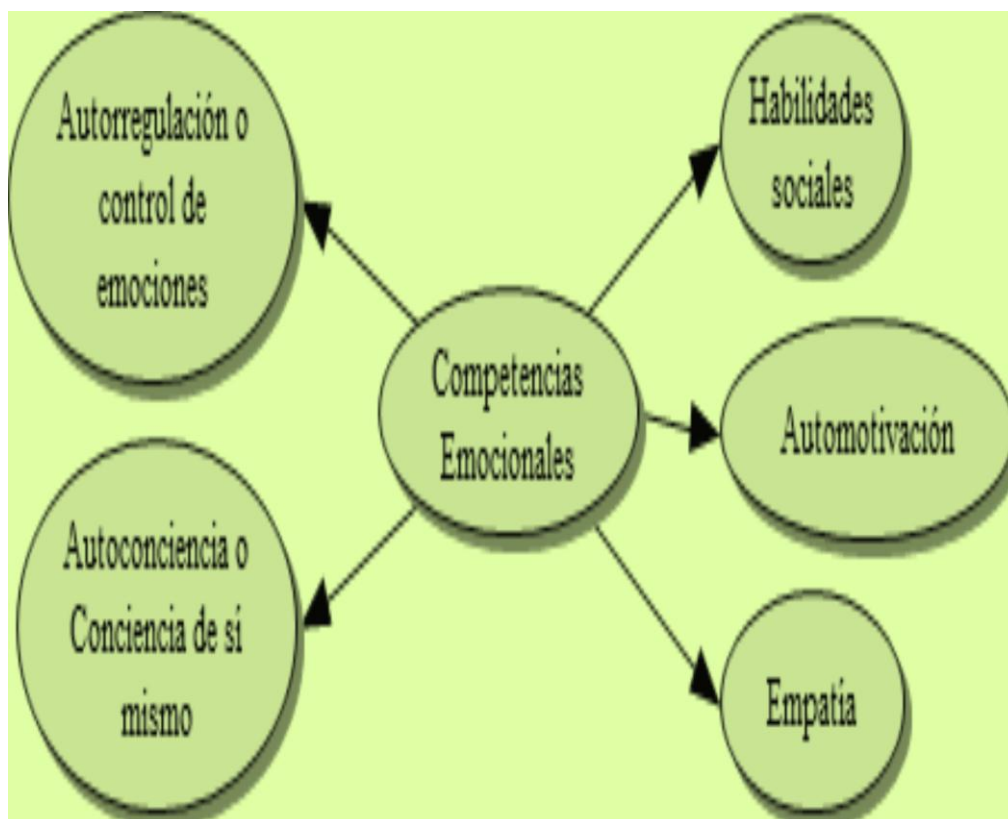 Autorregulación o
control de
emociones
Habilidades
sociales
Competencias
Emocionales
Automotivación
Autoconciencia o
Conciencia de sí
mismo
Empatía